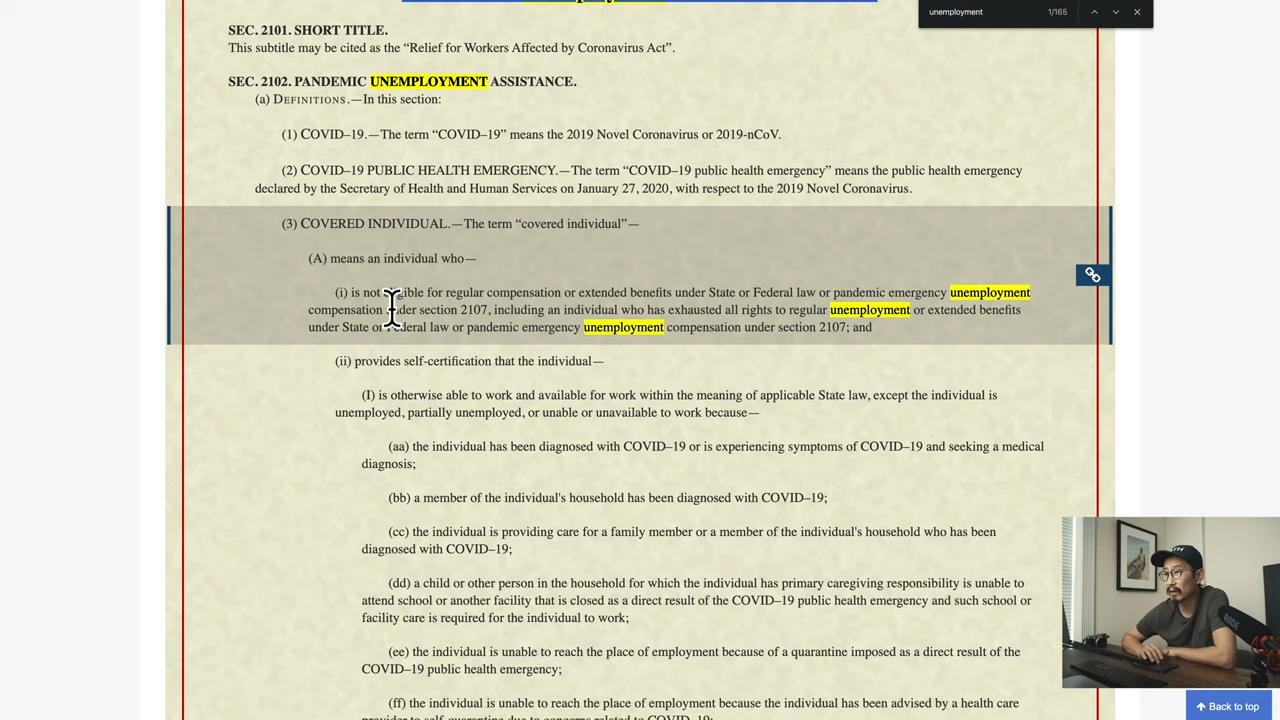 unemployment 1/165
SEC. 2101. SHORT TITLE.
This subtitle may be cited as the “Relief for Workers Affected by Coronavirus Act”.
SEC. 2102. PANDEMIC UNEMPLOYMENT ASSISTANCE.
(a) DEFINITIONS.—In this section:
(1) COVID–19.—The term “COVID–19” means the 2019 Novel Coronavirus or 2019-nCoV.
(2) COVID–19 PUBLIC HEALTH EMERGENCY.—The term “COVID–19 public health emergency” means the public health emergency
declared by the Secretary of Health and Human Services on January 27, 2020, with respect to the 2019 Novel Coronavirus.
(3) COVERED INDIVIDUAL.—The term “covered individual”—
(A) means an individual who—
(i) is not eligible for regular compensation or extended benefits under State or Federal law or pandemic emergency unemployment
compensation under section 2107, including an individual who has exhausted all rights to regular unemployment or extended benefits
under State or Federal law or pandemic emergency unemployment compensation under section 2107; and
(ii) provides self-certification that the individual—
(I) is otherwise able to work and available for work within the meaning of applicable State law, except the individual is
unemployed, partially unemployed, or unable or unavailable to work because—
(aa) the individual has been diagnosed with COVID–19 or is experiencing symptoms of COVID–19 and seeking a medical
diagnosis;
(bb) a member of the individual's household has been diagnosed with COVID–19;
(cc) the individual is providing care for a family member or a member of the individual's household who has been
diagnosed with COVID–19;
(dd) a child or other person in the household for which the individual has primary caregiving responsibility is unable to
attend school or another facility that is closed as a direct result of the COVID–19 public health emergency and such school or
facility care is required for the individual to work;
(ee) the individual is unable to reach the place of employment because of a quarantine imposed as a direct result of the
COVID–19 public health emergency;
(ff) the individual is unable to reach the place of employment because the individual has been advised by a health care
provider to self-quarantine due to concerns related to COVID–19;
RODE
Back to top